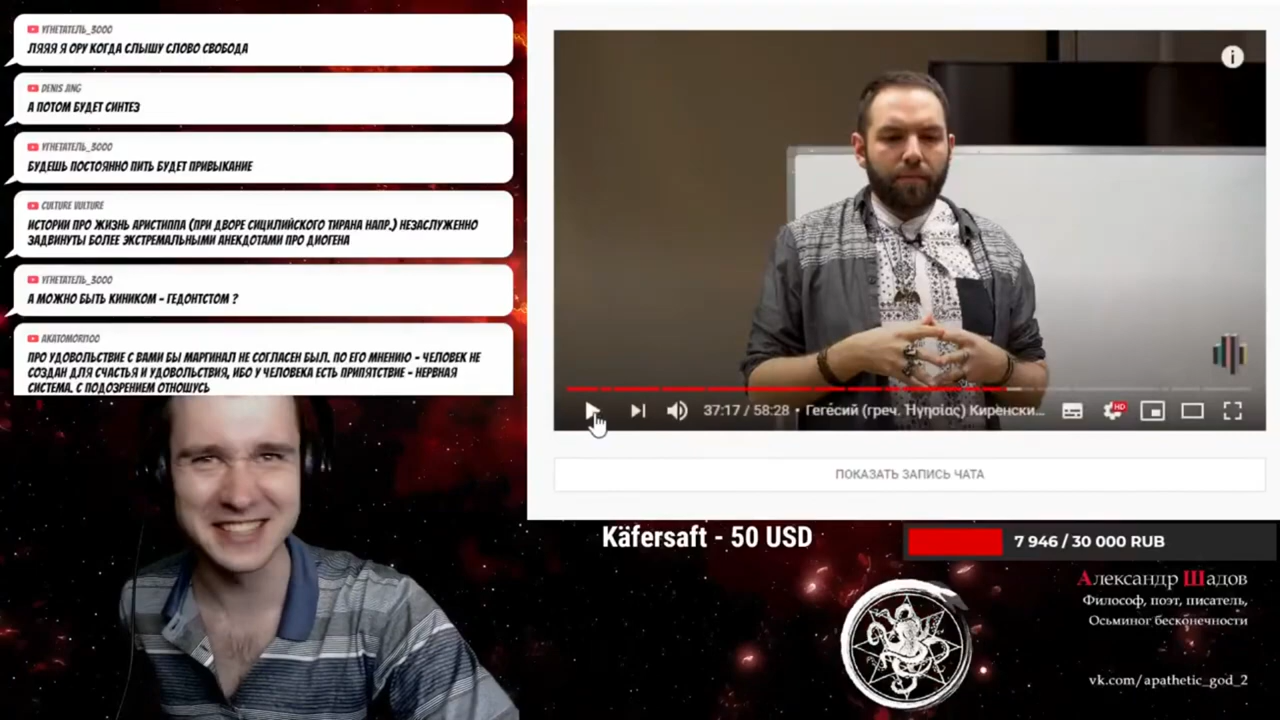 УГНЕТАТЕЛЬ_3000
ЛЯЯЯ Я ОРУ КОГДА СЛЫШУ СЛОВО СВОБОДА
DENIS JING
А ПОТОМ БУДЕТ СИНТЕЗ
УГНЕТАТЕЛЬ_3000
БУДЕШЬ ПОСТОЯННО ПИТЬ БУДЕТ ПРИВЫКАНИЕ
CULTURE VULTURE
ИСТОРИИ ПРО ЖИЗНЬ АРИСТИППА (ПРИ ДВОРЕ СИЦИЛИЙСКОГО ТИРАНА НАПР.) НЕЗАСЛУЖЕННО
ЗАДВИНУТЫ БОЛЕЕ ЭКСТРЕМАЛЬНЫМИ АНЕКДОТАМИ ПРО ДИОГЕНА
УГНЕТАТЕЛЬ_3000
А МОЖНО БЫТЬ КИНИКОМ - ГЕДОНТСТОМ ?
AKATOMORI100
ПРО УДОВОЛЬСТВИЕ С ВАМИ БЫ МАРГИНАЛ НЕ СОГЛАСЕН БЫЛ. ПО ЕГО МНЕНИЮ - ЧЕЛОВЕК НЕ
СОЗДАН ДЛЯ СЧАСТЬЯ И УДОВОЛЬСТВИЯ, ИБО У ЧЕЛОВЕКА ЕСТЬ ПРИПЯТСТВИЕ - НЕРВНАЯ
СИСТЕМА. С ПОДОЗРЕНИЕМ ОТНОШУСЬ
37:17 / 58:28 • Геге́сий (греч. Ἡγησίας) Киренски...
HD
ПОКАЗАТЬ ЗАПИСЬ ЧАТА
Käfersaft - 50 USD
7 946 / 30 000 RUB
Александр Шадов
Философ, поэт, писатель,
Осьминог бесконечности
vk.com/apathetic_god_2